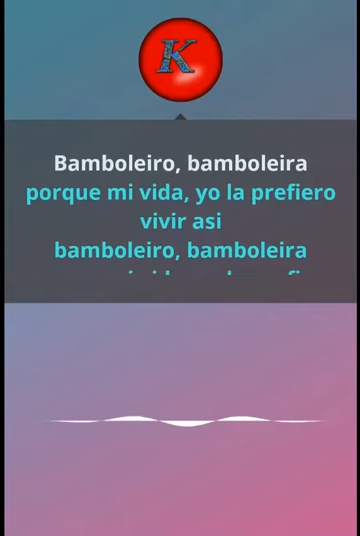 K
Bamboleiro, bamboleira
porque mi vida, yo la prefiero
vivir asi
bamboleiro, bamboleira